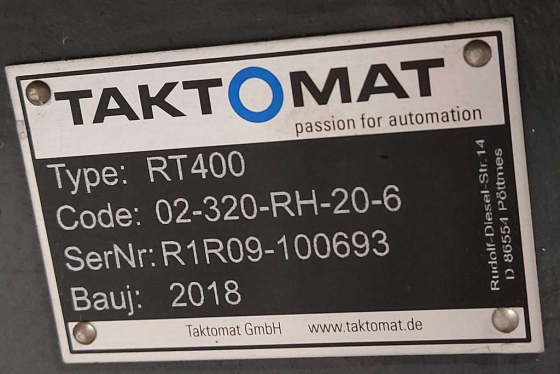 TAKTOMAT
passion for automation
Type: RT400
Code: 02-320-RH-20-6
SerNr: R1R09-100693
Bauj: 2018
Rudolf-Diesel-Str.14
D 86554 Pöttmes
Taktomat GmbH www.taktomat.de